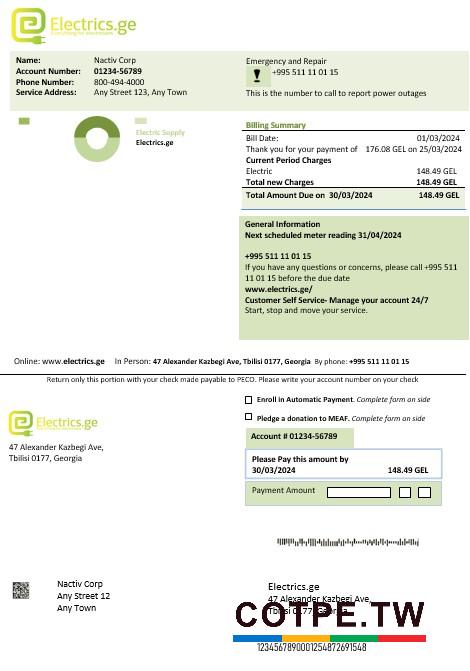 Electrics.ge
Name: Nactiv Corp
Account Number: 01234-56789
Phone Number: 800-494-4000
Service Address: Any Street 123, Any Town
Emergency and Repair
+995 511 11 01 15
This is the number to call to report power outages
Electric Supply
Electrics.ge
Billing Summary
Bill Date: 01/03/2024
Thank you for your payment of 176.08 GEL on 25/03/2024
Current Period Charges
Electric 148.49 GEL
Total new Charges 148.49 GEL
Total Amount Due on 30/03/2024 148.49 GEL
General Information
Next scheduled meter reading 31/04/2024
+995 511 11 01 15
If you have any questions or concerns, please call +995 511
11 01 15 before the due date
www.electrics.ge/
Customer Self Service- Manage your account 24/7
Start, stop and move your service.
Online: www.electrics.ge In Person: 47 Alexander Kazbegi Ave, Tbilisi 0177, Georgia By phone: +995 511 11 01 15
Return only this portion with your check made payable to PECO. Please write your account number on your check
Electrics.ge
47 Alexander Kazbegi Ave,
Tbilisi 0177, Georgia
Enroll in Automatic Payment. Complete form on side
Pledge a donation to MEAF. Complete form on side
Account # 01234-56789
Please Pay this amount by
30/03/2024 148.49 GEL
Payment Amount
Nactiv Corp
Any Street 12
Any Town
Electrics.ge
47 Alexander Kazbegi Ave,
Tbilisi 0177, Georgia
COTPE.TW
1234567890001254872691548